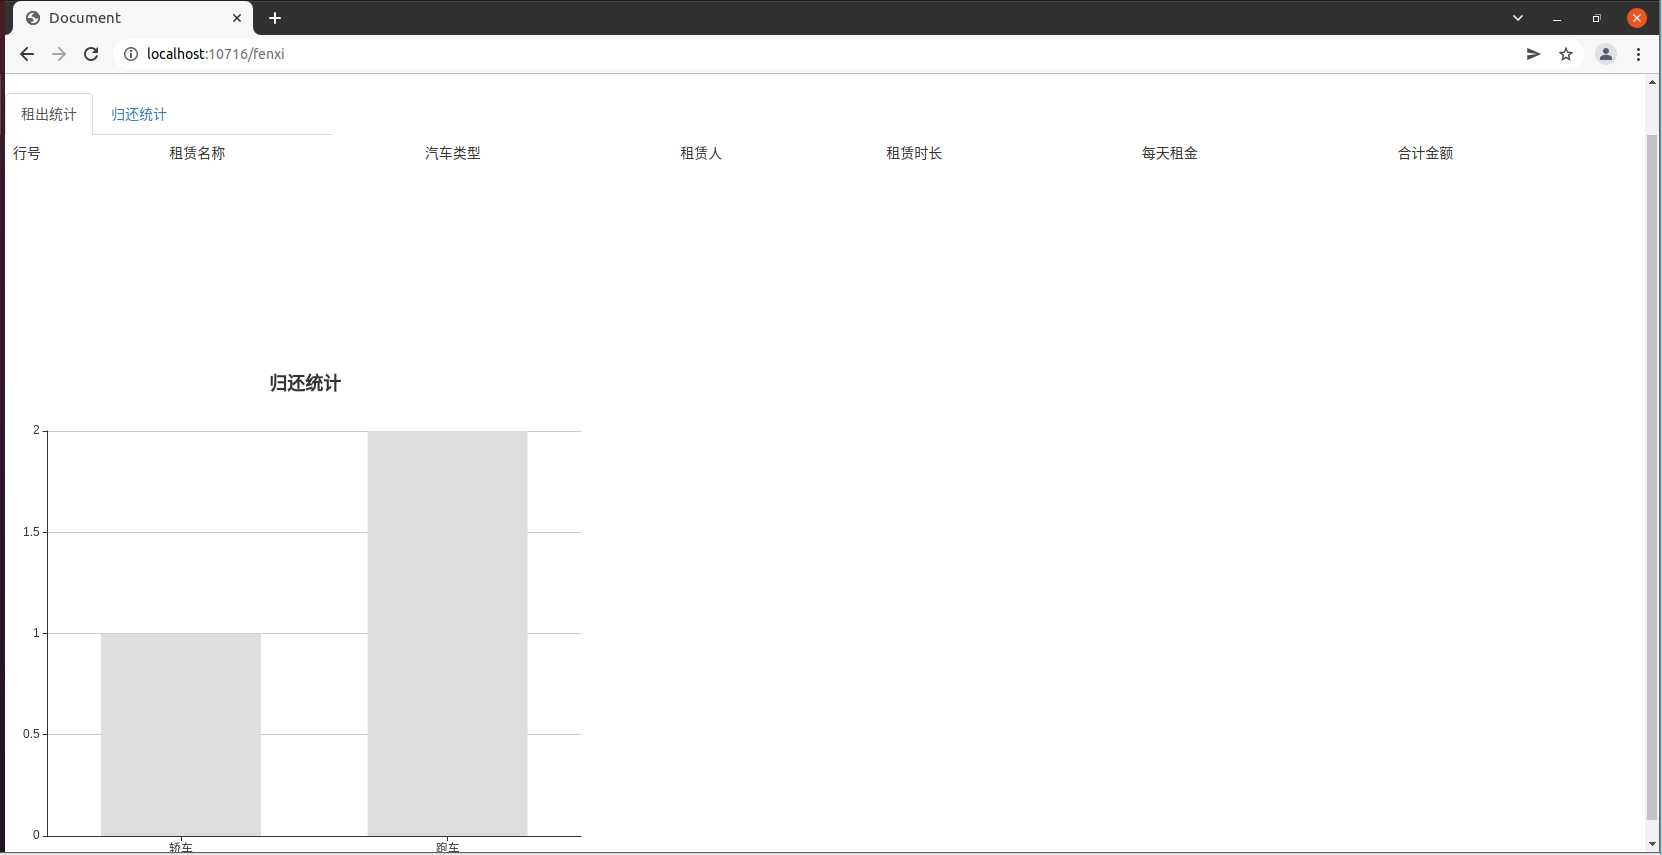 Document
localhost:10716/fenxi
租出统计 归还统计
行号 租赁名称 汽车类型 租赁人 租赁时长 每天租金 合计金额
归还统计
2
1.5
1
0.5
0
轿车 跑车